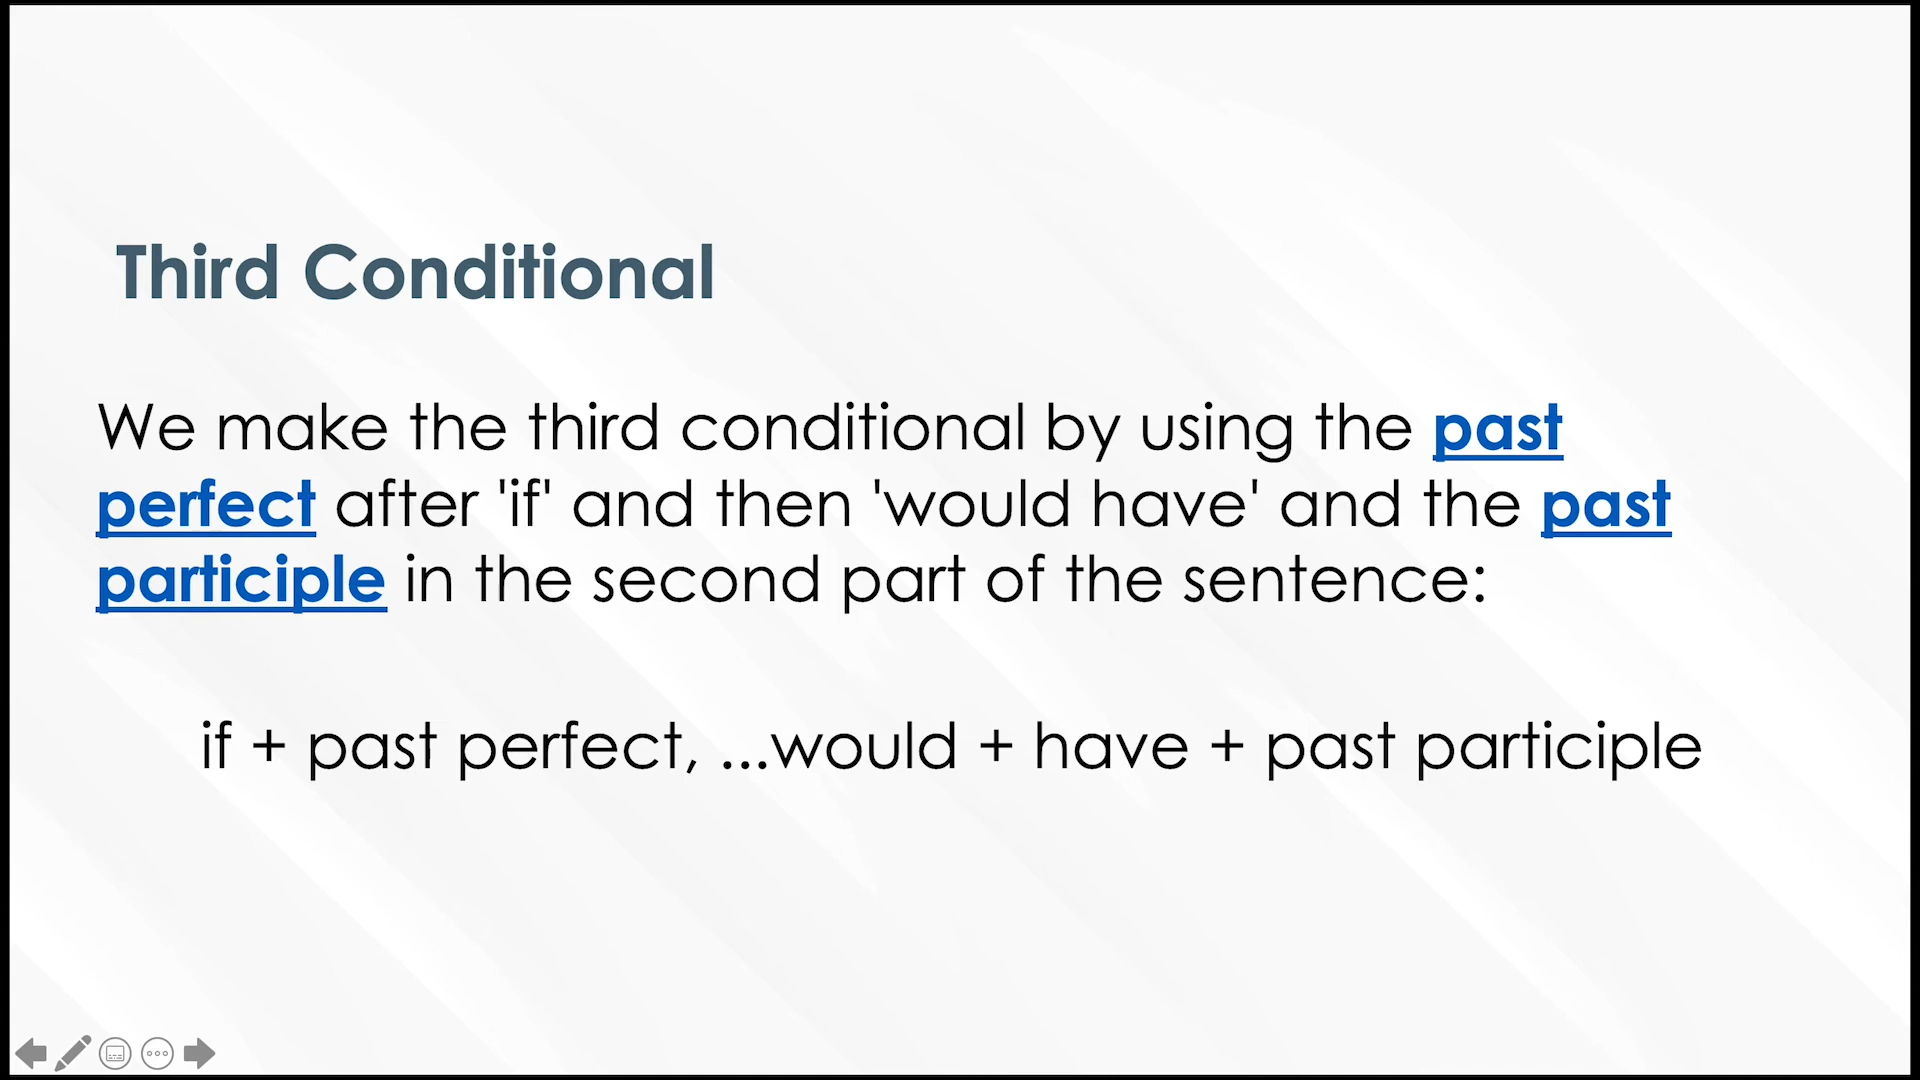 Third Conditional
We make the third conditional by using the past
perfect after 'if' and then 'would have' and the past
participle in the second part of the sentence:
if + past perfect, ...would + have + past participle